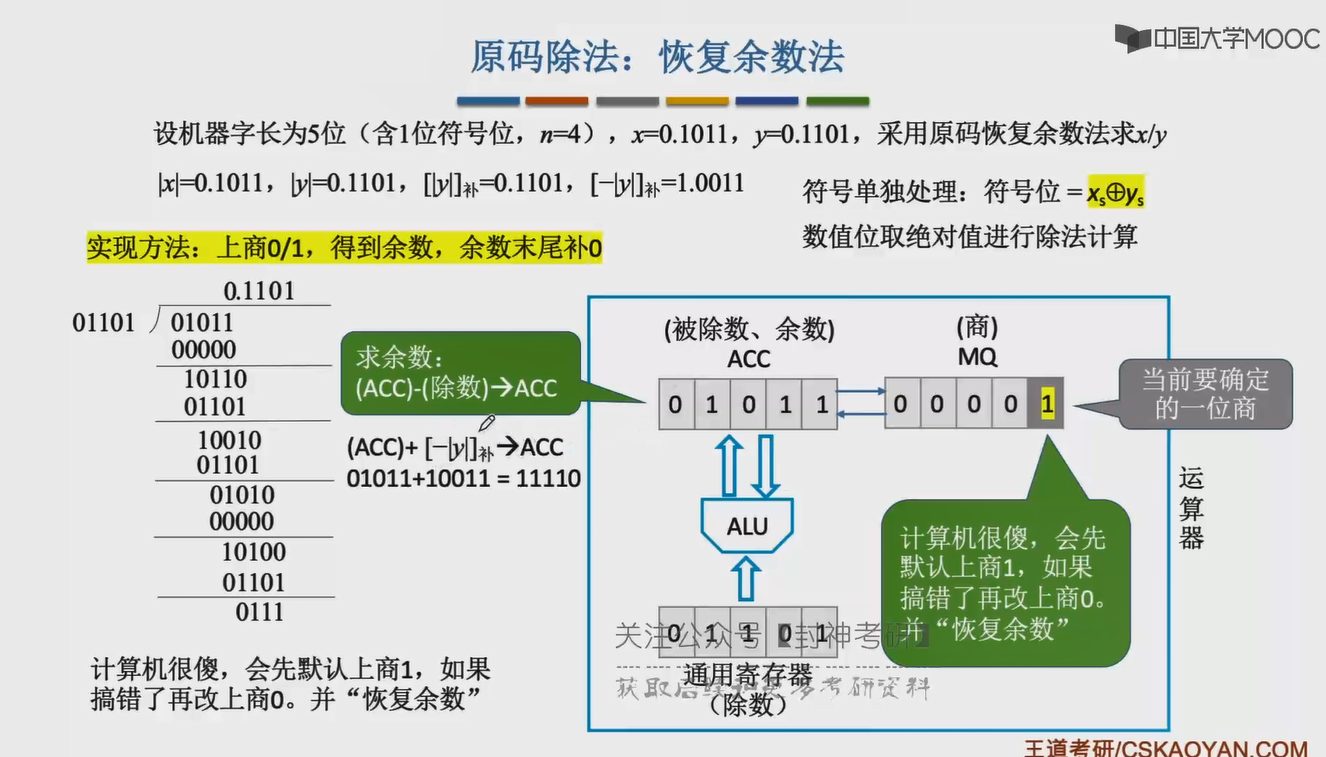 中国大学MOOC
原码除法：恢复余数法
设机器字长为5位（含1位符号位，n=4），x=0.1011，y=0.1101，采用原码恢复余数法求x/y
|x|=0.1011，|y|=0.1101，[|y|]补=0.1101，[−|y|]补=1.0011
符号单独处理：符号位 = xs⊕ys
数值位取绝对值进行除法计算
实现方法：上商0/1，得到余数，余数末尾补0
0.1101
01101
01011
00000
10110
01101
10010
01101
01010
00000
10100
01101
0111
求余数：
(ACC)-(除数)→ACC
(ACC)+ [−|y|]补→ACC
01011+10011 = 11110
计算机很傻，会先默认上商1，如果
搞错了再改上商0。并“恢复余数”
(被除数、余数)
ACC
0 1 0 1 1
(商)
MQ
0 0 0 0 1
当前要确定
的一位商
ALU
计算机很傻，会先
默认上商1，如果
搞错了再改上商0。
并“恢复余数”
运算器
0 1 1 0 1
关注公众号【封神考研】
通用寄存器
（除数）
考研资料
王道考研/CSKAOYAN.COM